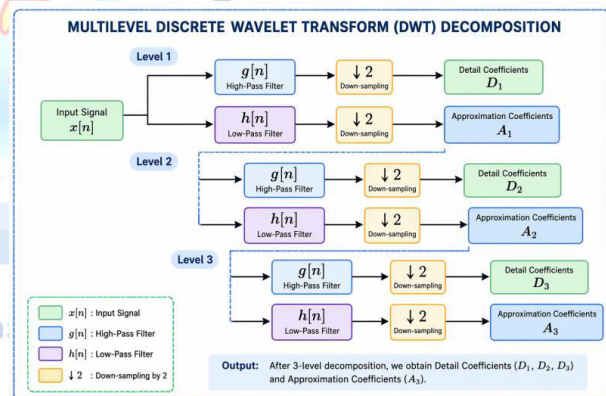 MULTILEVEL DISCRETE WAVELET TRANSFORM (DWT) DECOMPOSITION
Level 1
g[n]
High-Pass Filter
↓ 2
Down-sampling
Detail Coefficients
D₁
Input Signal
x[n]
h[n]
Low-Pass Filter
↓ 2
Down-sampling
Approximation Coefficients
A₁
Level 2
g[n]
High-Pass Filter
↓ 2
Down-sampling
Detail Coefficients
D₂
h[n]
Low-Pass Filter
↓ 2
Down-sampling
Approximation Coefficients
A₂
Level 3
g[n]
High-Pass Filter
↓ 2
Down-sampling
Detail Coefficients
D₃
h[n]
Low-Pass Filter
↓ 2
Down-sampling
Approximation Coefficients
A₃
x[n] : Input Signal
g[n] : High-Pass Filter
h[n] : Low-Pass Filter
↓ 2 : Down-sampling by 2
Output: After 3-level decomposition, we obtain Detail Coefficients (D₁, D₂, D₃)
and Approximation Coefficients (A₃).